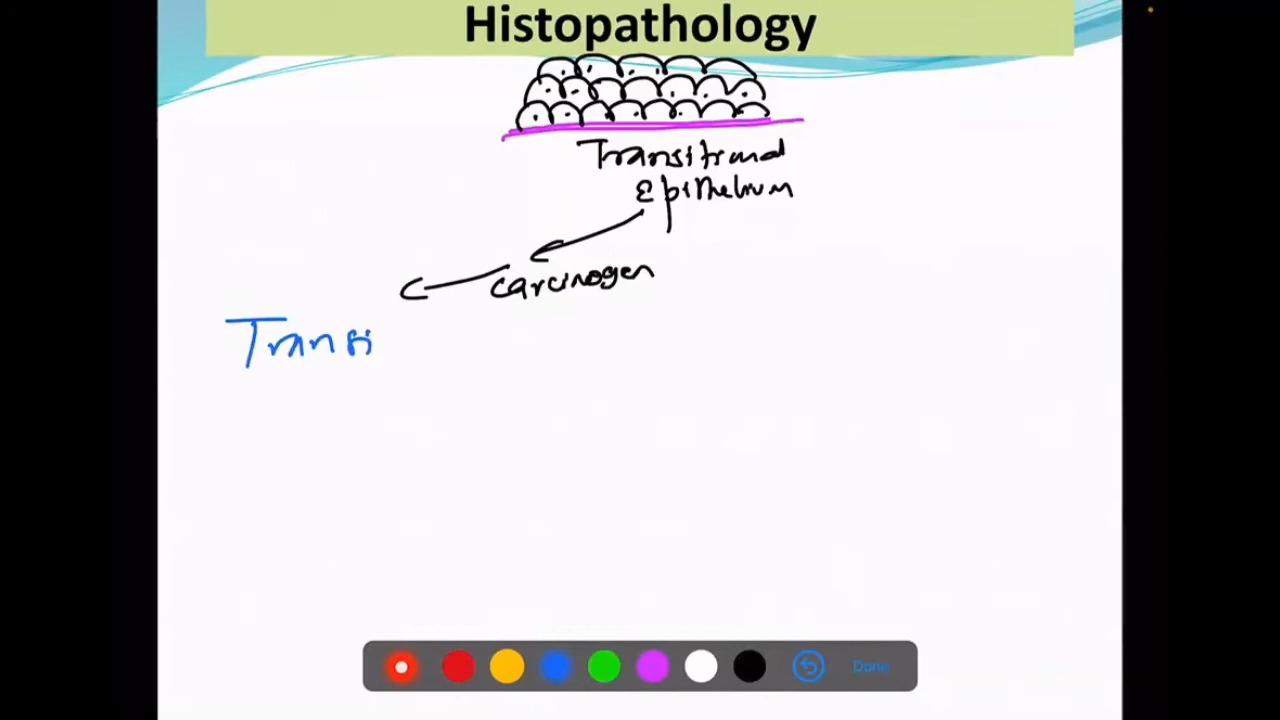 Histopathology
Transitional
Epithelium
Carcinogen
Transi
Done